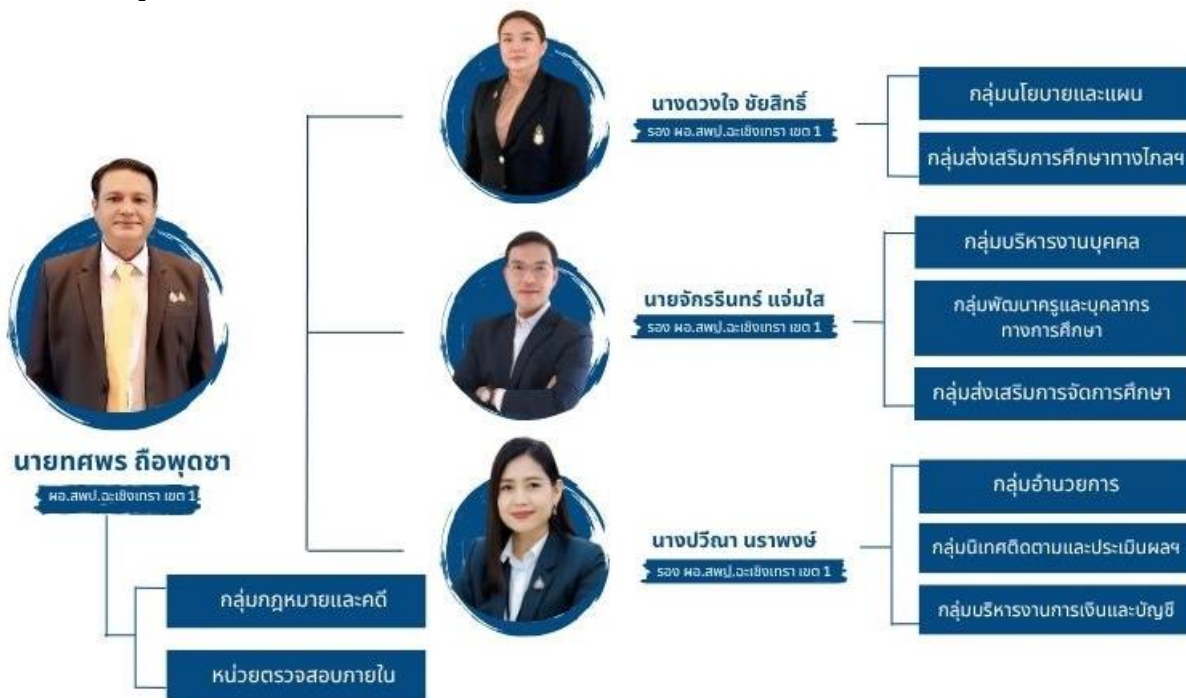 นายทศพร ถือพุดซา
ผอ.สพป.ฉะเชิงเทรา เขต 1
กลุ่มกฎหมายและคดี
หน่วยตรวจสอบภายใน
นางดวงใจ ชัยสิทธิ์
รอง ผอ.สพป.ฉะเชิงเทรา เขต 1
กลุ่มนโยบายและแผน
กลุ่มส่งเสริมการศึกษาทางไกลฯ
นายจักรรินทร์ แจ่มใส
รอง ผอ.สพป.ฉะเชิงเทรา เขต 1
กลุ่มบริหารงานบุคคล
กลุ่มพัฒนาครูและบุคลากร
ทางการศึกษา
กลุ่มส่งเสริมการจัดการศึกษา
นางปวีณา นราพงษ์
รอง ผอ.สพป.ฉะเชิงเทรา เขต 1
กลุ่มอำนวยการ
กลุ่มนิเทศติดตามและประเมินผลฯ
กลุ่มบริหารงานการเงินและบัญชี